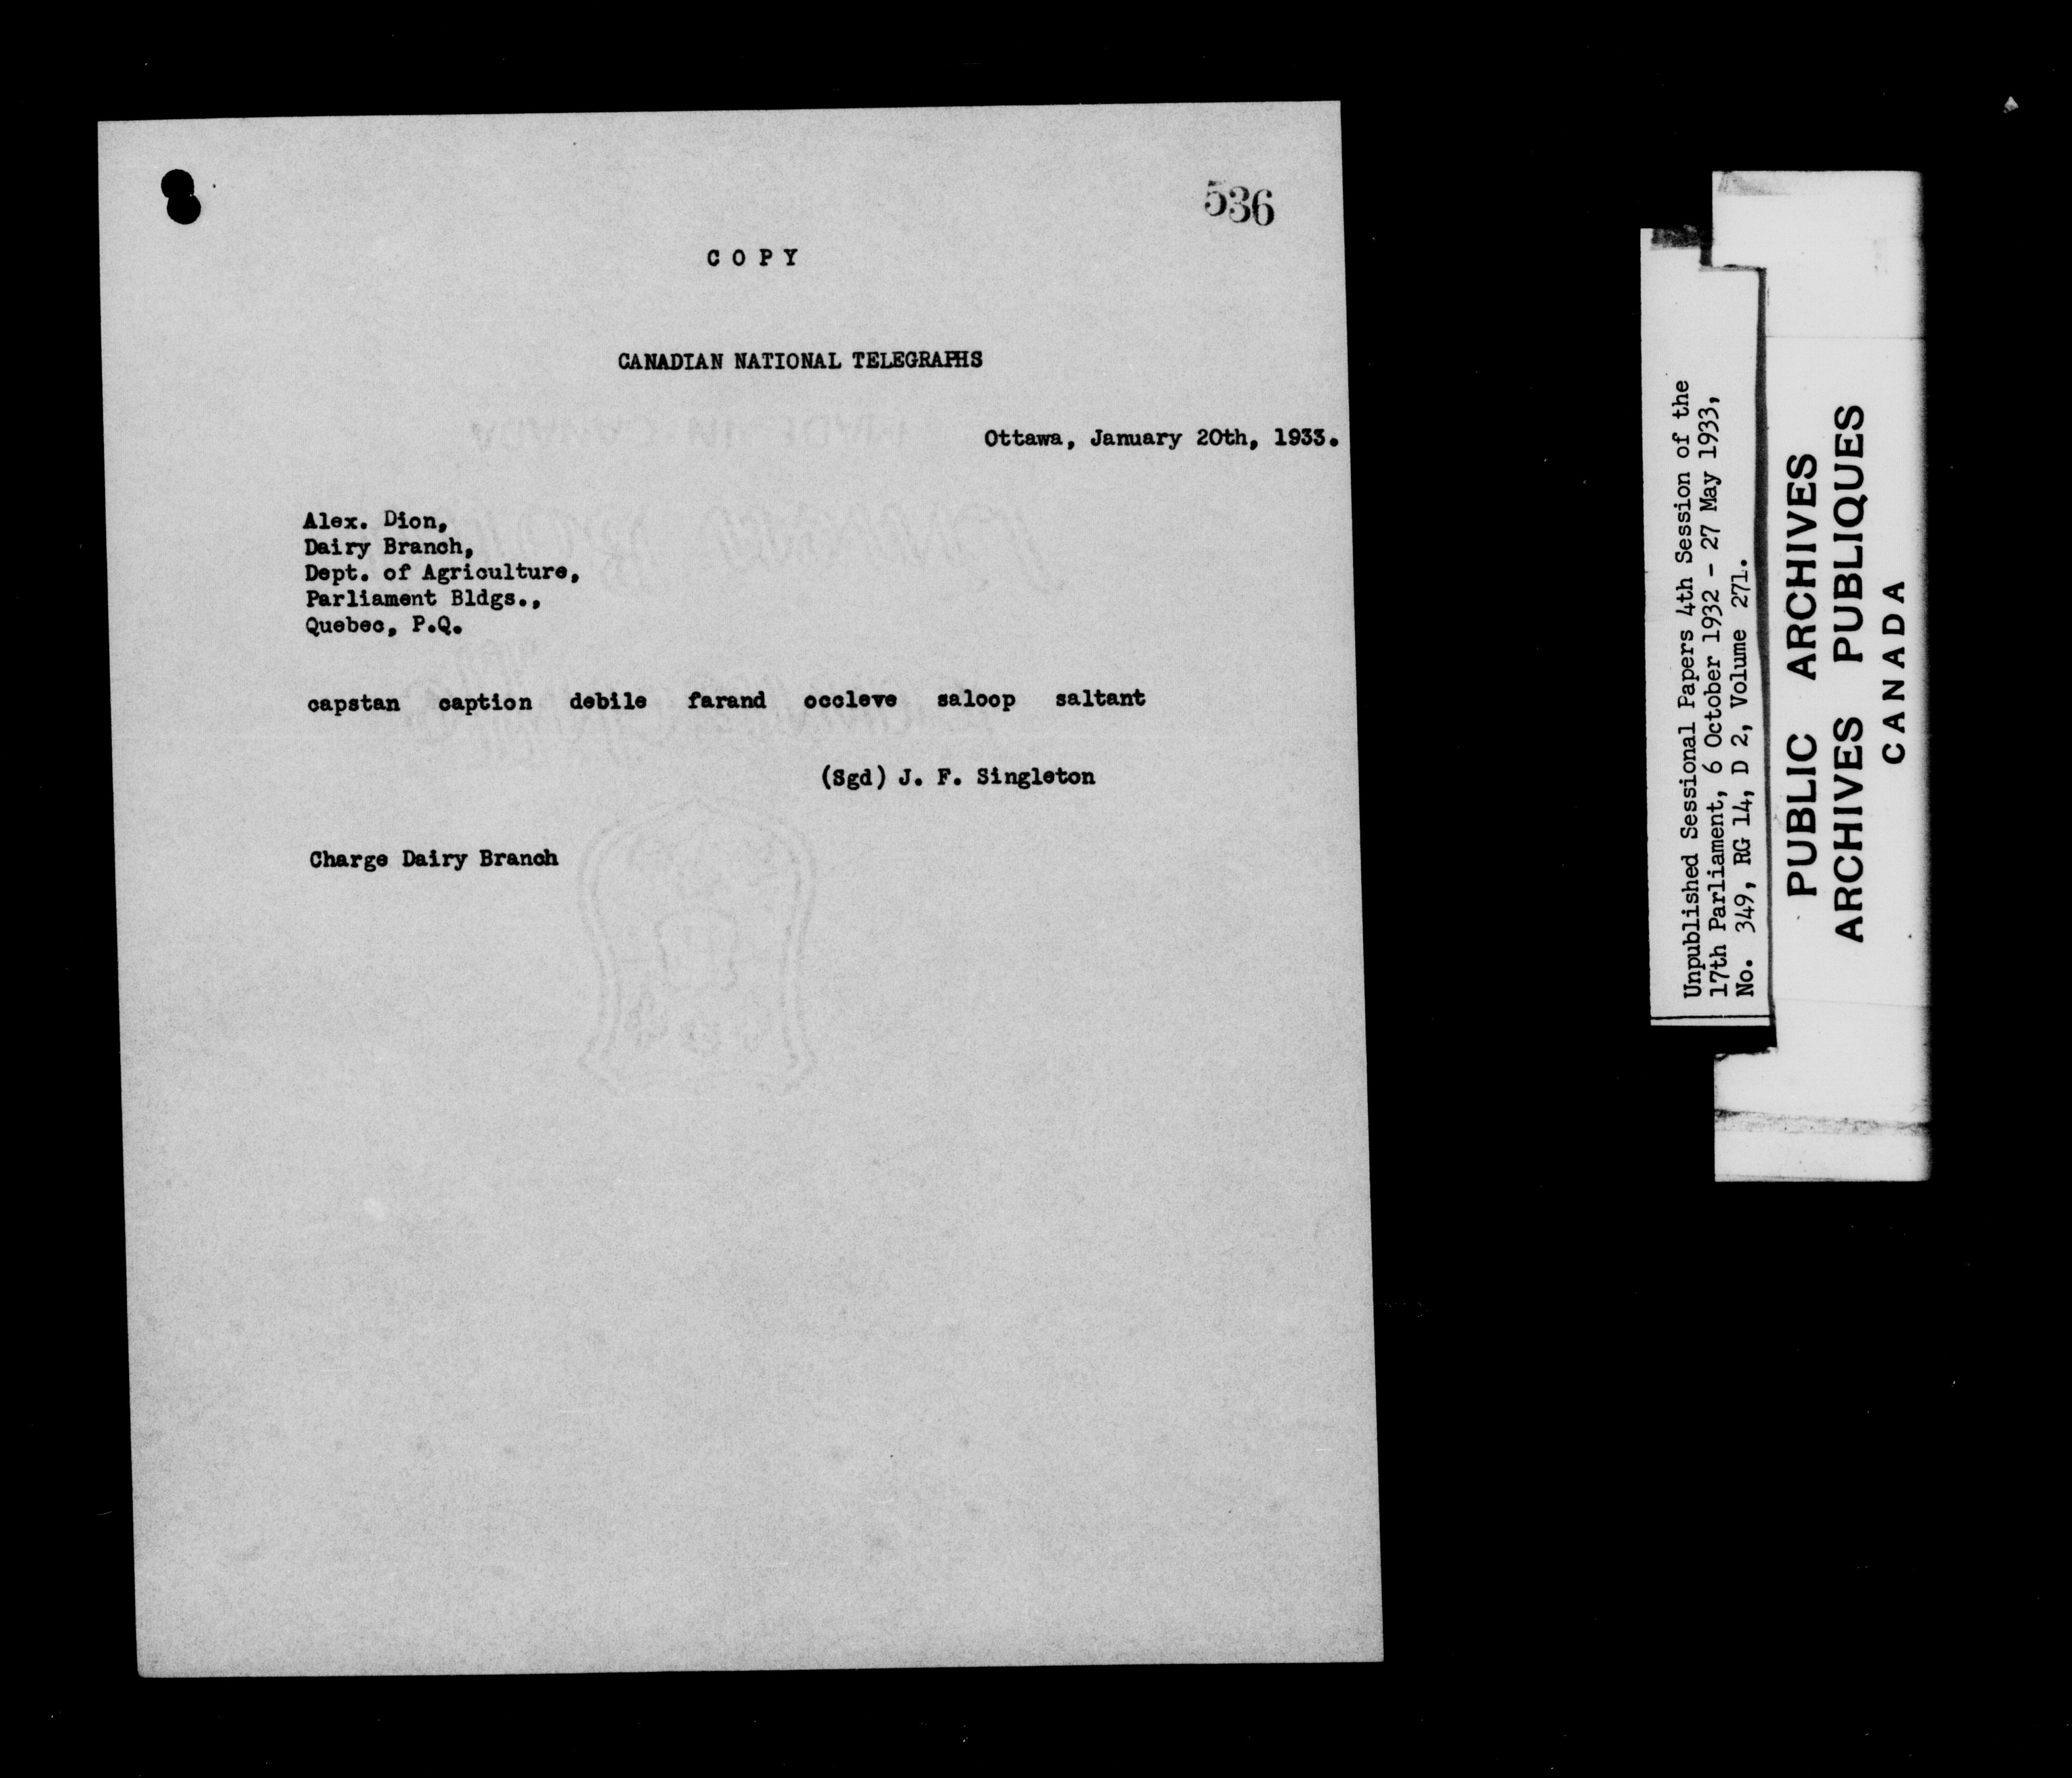 536
C O P Y
CANADIAN NATIONAL TELEGRAPHS
Ottawa, January 20th, 1933.
Alex. Dion,
Dairy Branch,
Dept. of Agriculture,
Parliament Bldgs.,
Quebec, P.Q.
capstan caption debile farand occleve saloop saltant
(Sgd) J. F. Singleton
Charge Dairy Branch
Unpublished Sessional Papers 4th Session of the
17th Parliament, 6 October 1932 - 27 May 1933,
No. 349, RG 14, D 2, Volume 271.
PUBLIC ARCHIVES
ARCHIVES PUBLIQUES
CANADA